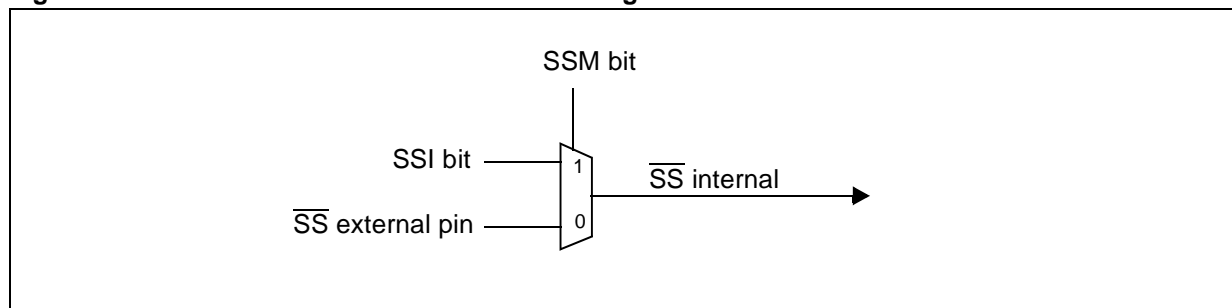 SSM bit
SSI bit
1
SS internal
SS external pin
0